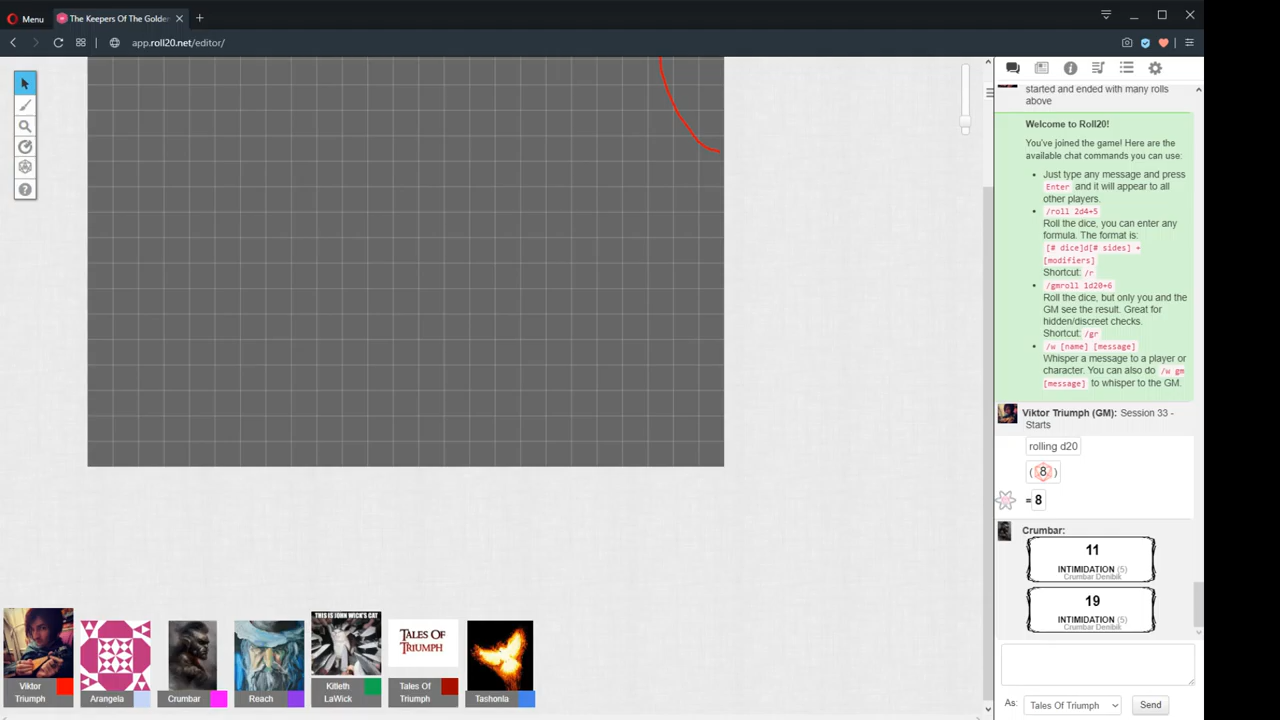 Menu
The Keepers Of The Golden
app.roll20.net/editor/
started and ended with many rolls
above
Welcome to Roll20!
You've joined the game! Here are the
available chat commands you can use:
Just type any message and press
Enter and it will appear to all
other players.
/roll 2d4+5
Roll the dice, you can enter any
formula. The format is:
[# dice]d[# sides] +
[modifiers]
Shortcut: /r
/gmroll 1d20+6
Roll the dice, but only you and the
GM see the result. Great for
hidden/discreet checks.
Shortcut: /gr
/w [name] [message]
Whisper a message to a player or
character. You can also do /w gm
[message] to whisper to the GM.
Viktor Triumph (GM): Session 33 -
Starts
rolling d20
(8)
=8
Crumbar:
11
INTIMIDATION (5)
Crumbar Denibik
19
INTIMIDATION (5)
Crumbar Denibik
As: Tales Of Triumph Send
THIS IS JOHN WICK'S CAT
TALES OF
TRIUMPH
Viktor
Triumph
Arangela
Crumbar
Reach
Kitleth
LaWick
Tales Of
Triumph
Tashonla